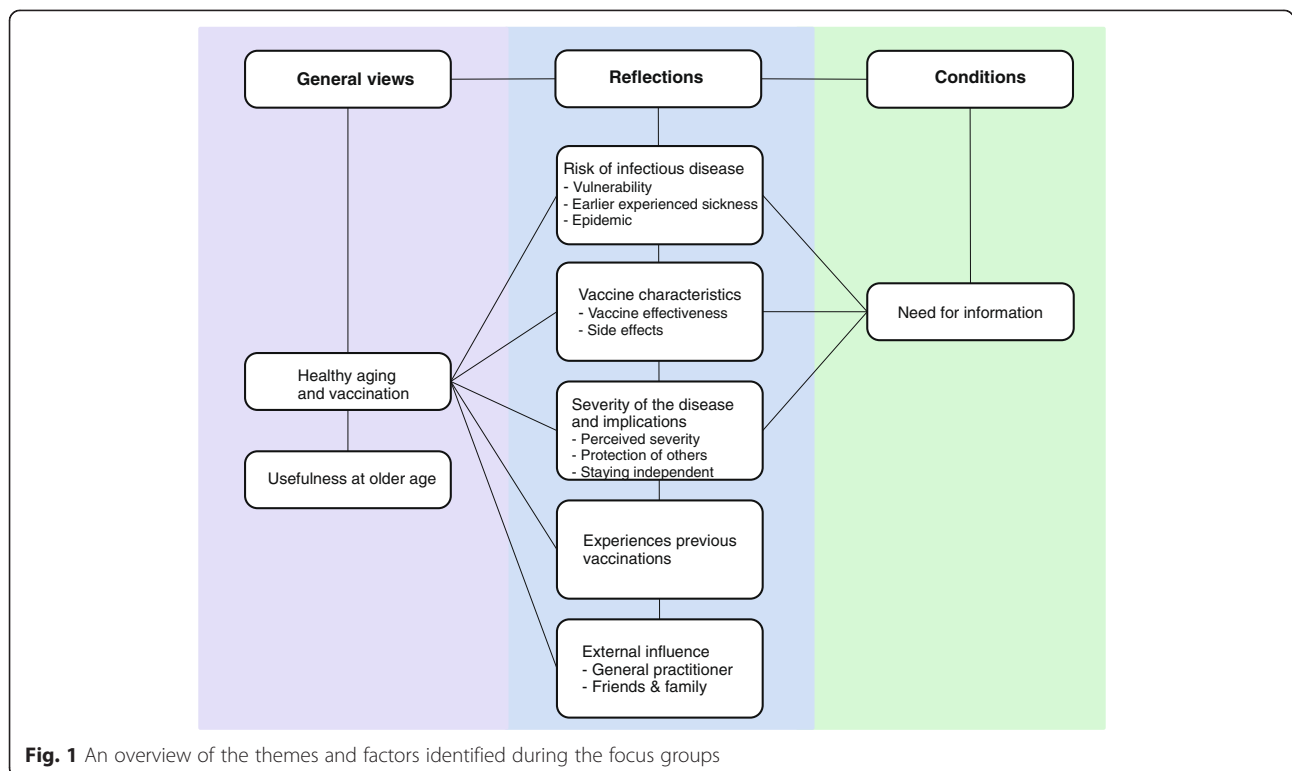 General views
Reflections
Conditions
Risk of infectious disease
- Vulnerability
- Earlier experienced sickness
- Epidemic
Vaccine characteristics
- Vaccine effectiveness
- Side effects
Need for information
Healthy aging
and vaccination
Severity of the disease
and implications
- Perceived severity
- Protection of others
- Staying independent
Usefulness at older age
Experiences previous
vaccinations
External influence
- General practitioner
- Friends & family
Fig. 1 An overview of the themes and factors identified during the focus groups